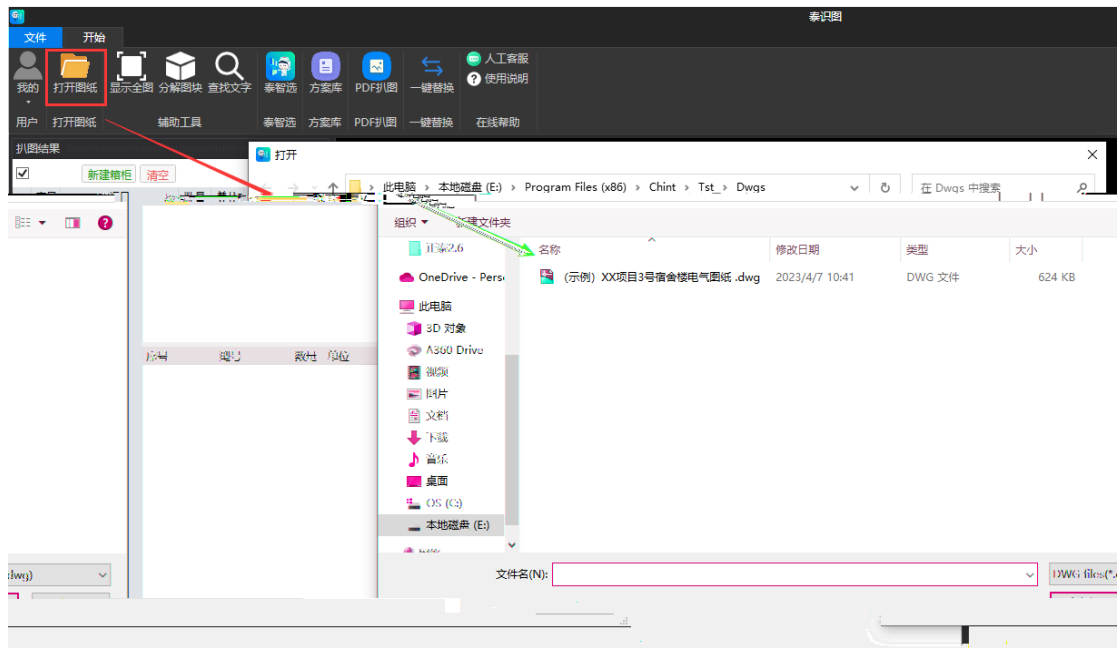 泰识图
文件 开始
我的 打开图纸 显示全图 分解图块 查找文字 泰智选 方案库 PDF扒图 一键替换 人工客服
使用说明
用户 打开图纸 辅助工具 泰智选 方案库 PDF扒图 一键替换 在线帮助
扒图结果
打开
新建箱柜 清空
此电脑 › 本地磁盘 (E:) › Program Files (x86) › Chint › Tst_ › Dwgs
在 Dwgs 中搜索
组织 新建文件夹
正泰2.6
名称 修改日期 类型 大小
OneDrive - Pers
(示例) XX项目3号宿舍楼电气图纸 .dwg 2023/4/7 10:41 DWG 文件 624 KB
此电脑
3D 对象
A360 Drive
序号 型号 数量 单位
视频
图片
文档
下载
音乐
桌面
OS (C:)
本地磁盘 (E:)
文件名(N):
DWG files(*.